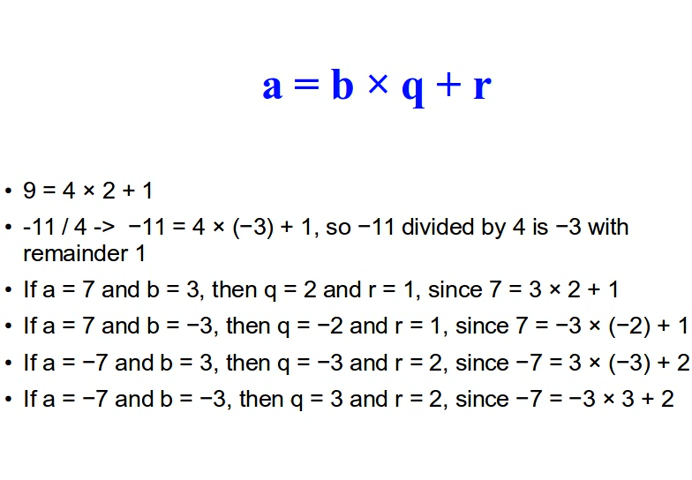 a = b × q + r
• 9 = 4 × 2 + 1
• -11 / 4 -> −11 = 4 × (−3) + 1, so −11 divided by 4 is −3 with
remainder 1
• If a = 7 and b = 3, then q = 2 and r = 1, since 7 = 3 × 2 + 1
• If a = 7 and b = −3, then q = −2 and r = 1, since 7 = −3 × (−2) + 1
• If a = −7 and b = 3, then q = −3 and r = 2, since −7 = 3 × (−3) + 2
• If a = −7 and b = −3, then q = 3 and r = 2, since −7 = −3 × 3 + 2